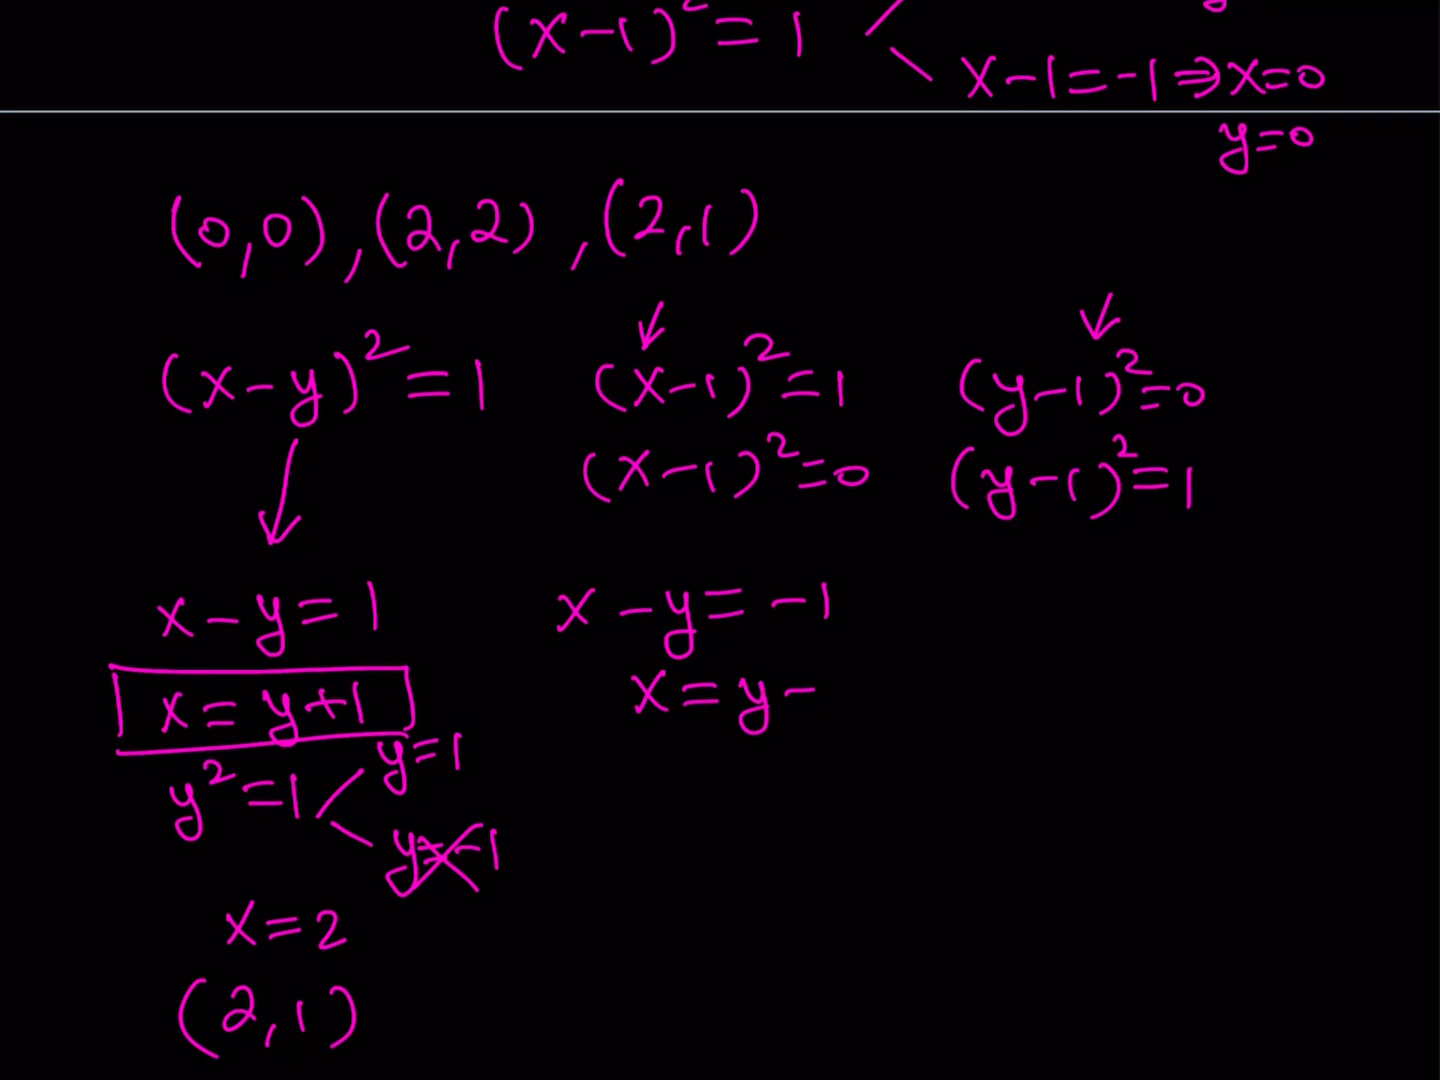 (x-1)²=1
x-1=-1⇒x=0
y=0
(0,0),(2,2),(2,1)
(x-y)²=1 (x-1)²=1 (y-1)²=0
(x-1)²=0 (y-1)²=1
x-y=1 x-y=-1
x=y+1 x=y-
y²=1 y=1
y=-1
x=2
(2,1)